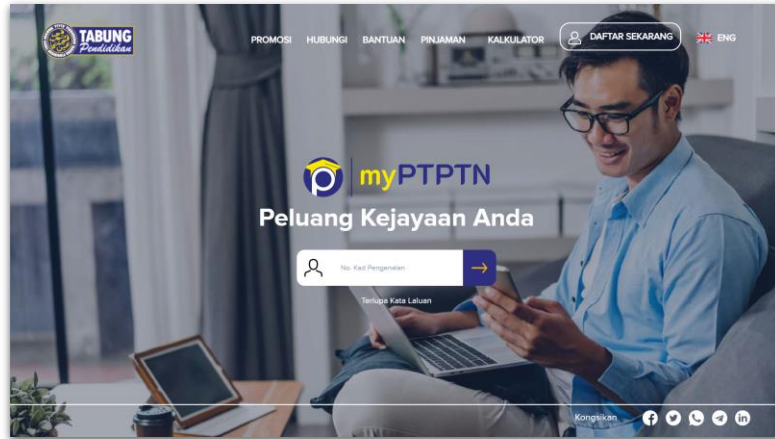 TABUNG
Pendidikan
PROMOSI HUBUNGI BANTUAN PINJAMAN KALKULATOR DAFTAR SEKARANG ENG
myPTPTN
Peluang Kejayaan Anda
No. Kad Pengenalan
Terlupa Kata Laluan
Kongsikan